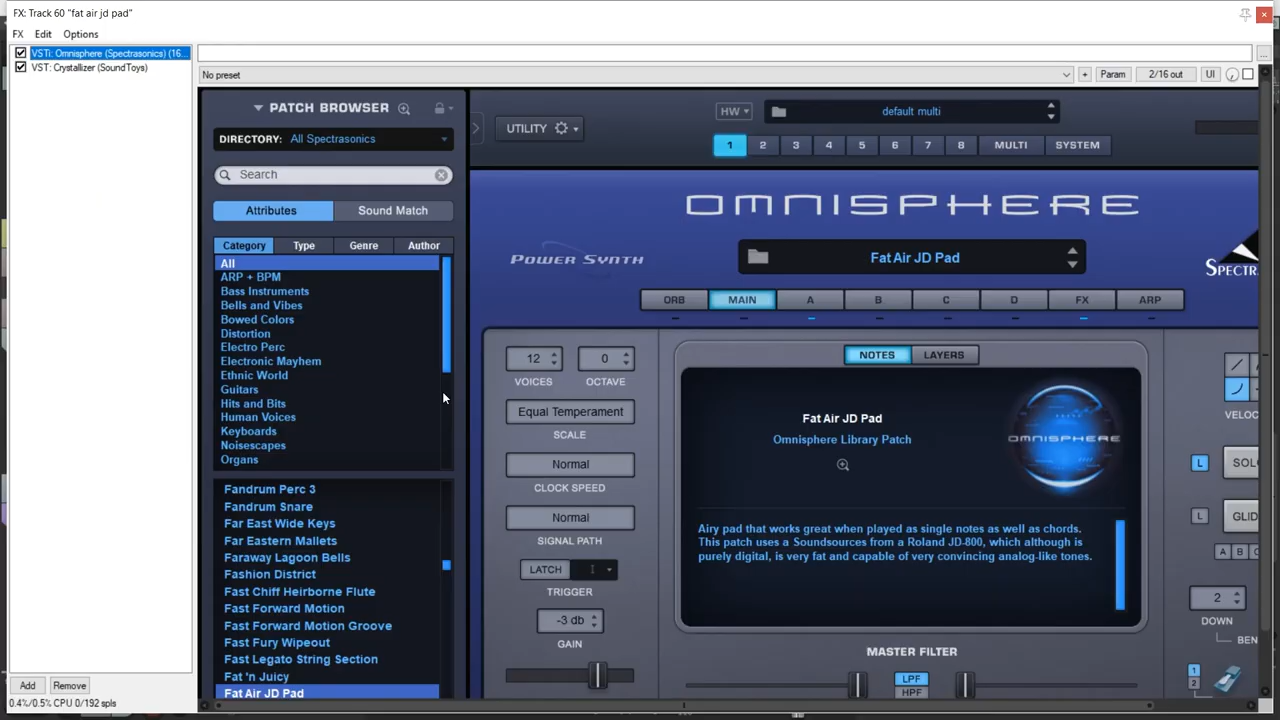 FX: Track 60 "fat air jd pad"
FX Edit Options
VSTi: Omnisphere (Spectrasonics) (16...
VST: Crystallizer (SoundToys)
No preset
+ Param 2/16 out UI
PATCH BROWSER
DIRECTORY: All Spectrasonics
Search
Attributes Sound Match
Category Type Genre Author
All
ARP + BPM
Bass Instruments
Bells and Vibes
Bowed Colors
Distortion
Electro Perc
Electronic Mayhem
Ethnic World
Guitars
Hits and Bits
Human Voices
Keyboards
Noisescapes
Organs
Fandrum Perc 3
Fandrum Snare
Far East Wide Keys
Far Eastern Mallets
Faraway Lagoon Bells
Fashion District
Fast Chiff Heirborne Flute
Fast Forward Motion
Fast Forward Motion Groove
Fast Fury Wipeout
Fast Legato String Section
Fat 'n Juicy
Fat Air JD Pad
UTILITY
HW default multi
1 2 3 4 5 6 7 8 MULTI SYSTEM
OMNISPHERE
POWER SYNTH
Fat Air JD Pad
SPECTR
ORB MAIN A B C D FX ARP
12 0
VOICES OCTAVE
Equal Temperament
SCALE
Normal
CLOCK SPEED
Normal
SIGNAL PATH
LATCH
TRIGGER
-3 db
GAIN
NOTES LAYERS
Fat Air JD Pad
Omnisphere Library Patch
OMNISPHERE
Airy pad that works great when played as single notes as well as chords.
This patch uses a Soundsources from a Roland JD-800, which although is
purely digital, is very fat and capable of very convincing analog-like tones.
MASTER FILTER
LPF
HPF
VELOC
L SOL
L GLID
A B C
2
DOWN
BEN
1
2
Add Remove
0.4%/0.5% CPU 0/192 spls